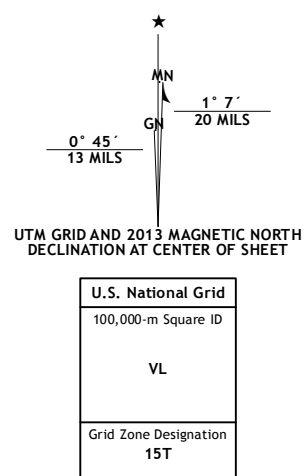 ★
MN
1° 7´
20 MILS
GN
0° 45´
13 MILS
UTM GRID AND 2013 MAGNETIC NORTH
DECLINATION AT CENTER OF SHEET
U.S. National Grid
100,000-m Square ID
VL
Grid Zone Designation
15T